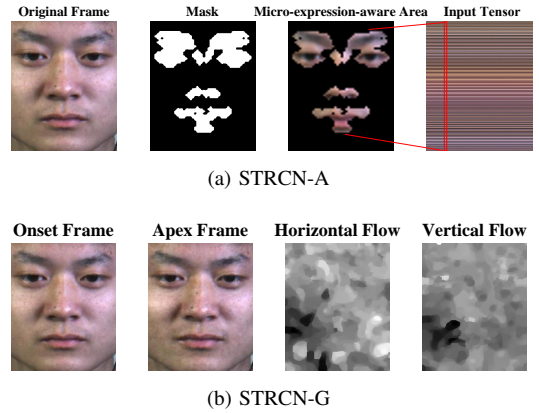 Original Frame Mask Micro-expression-aware Area Input Tensor
(a) STRCN-A
Onset Frame Apex Frame Horizontal Flow Vertical Flow
(b) STRCN-G